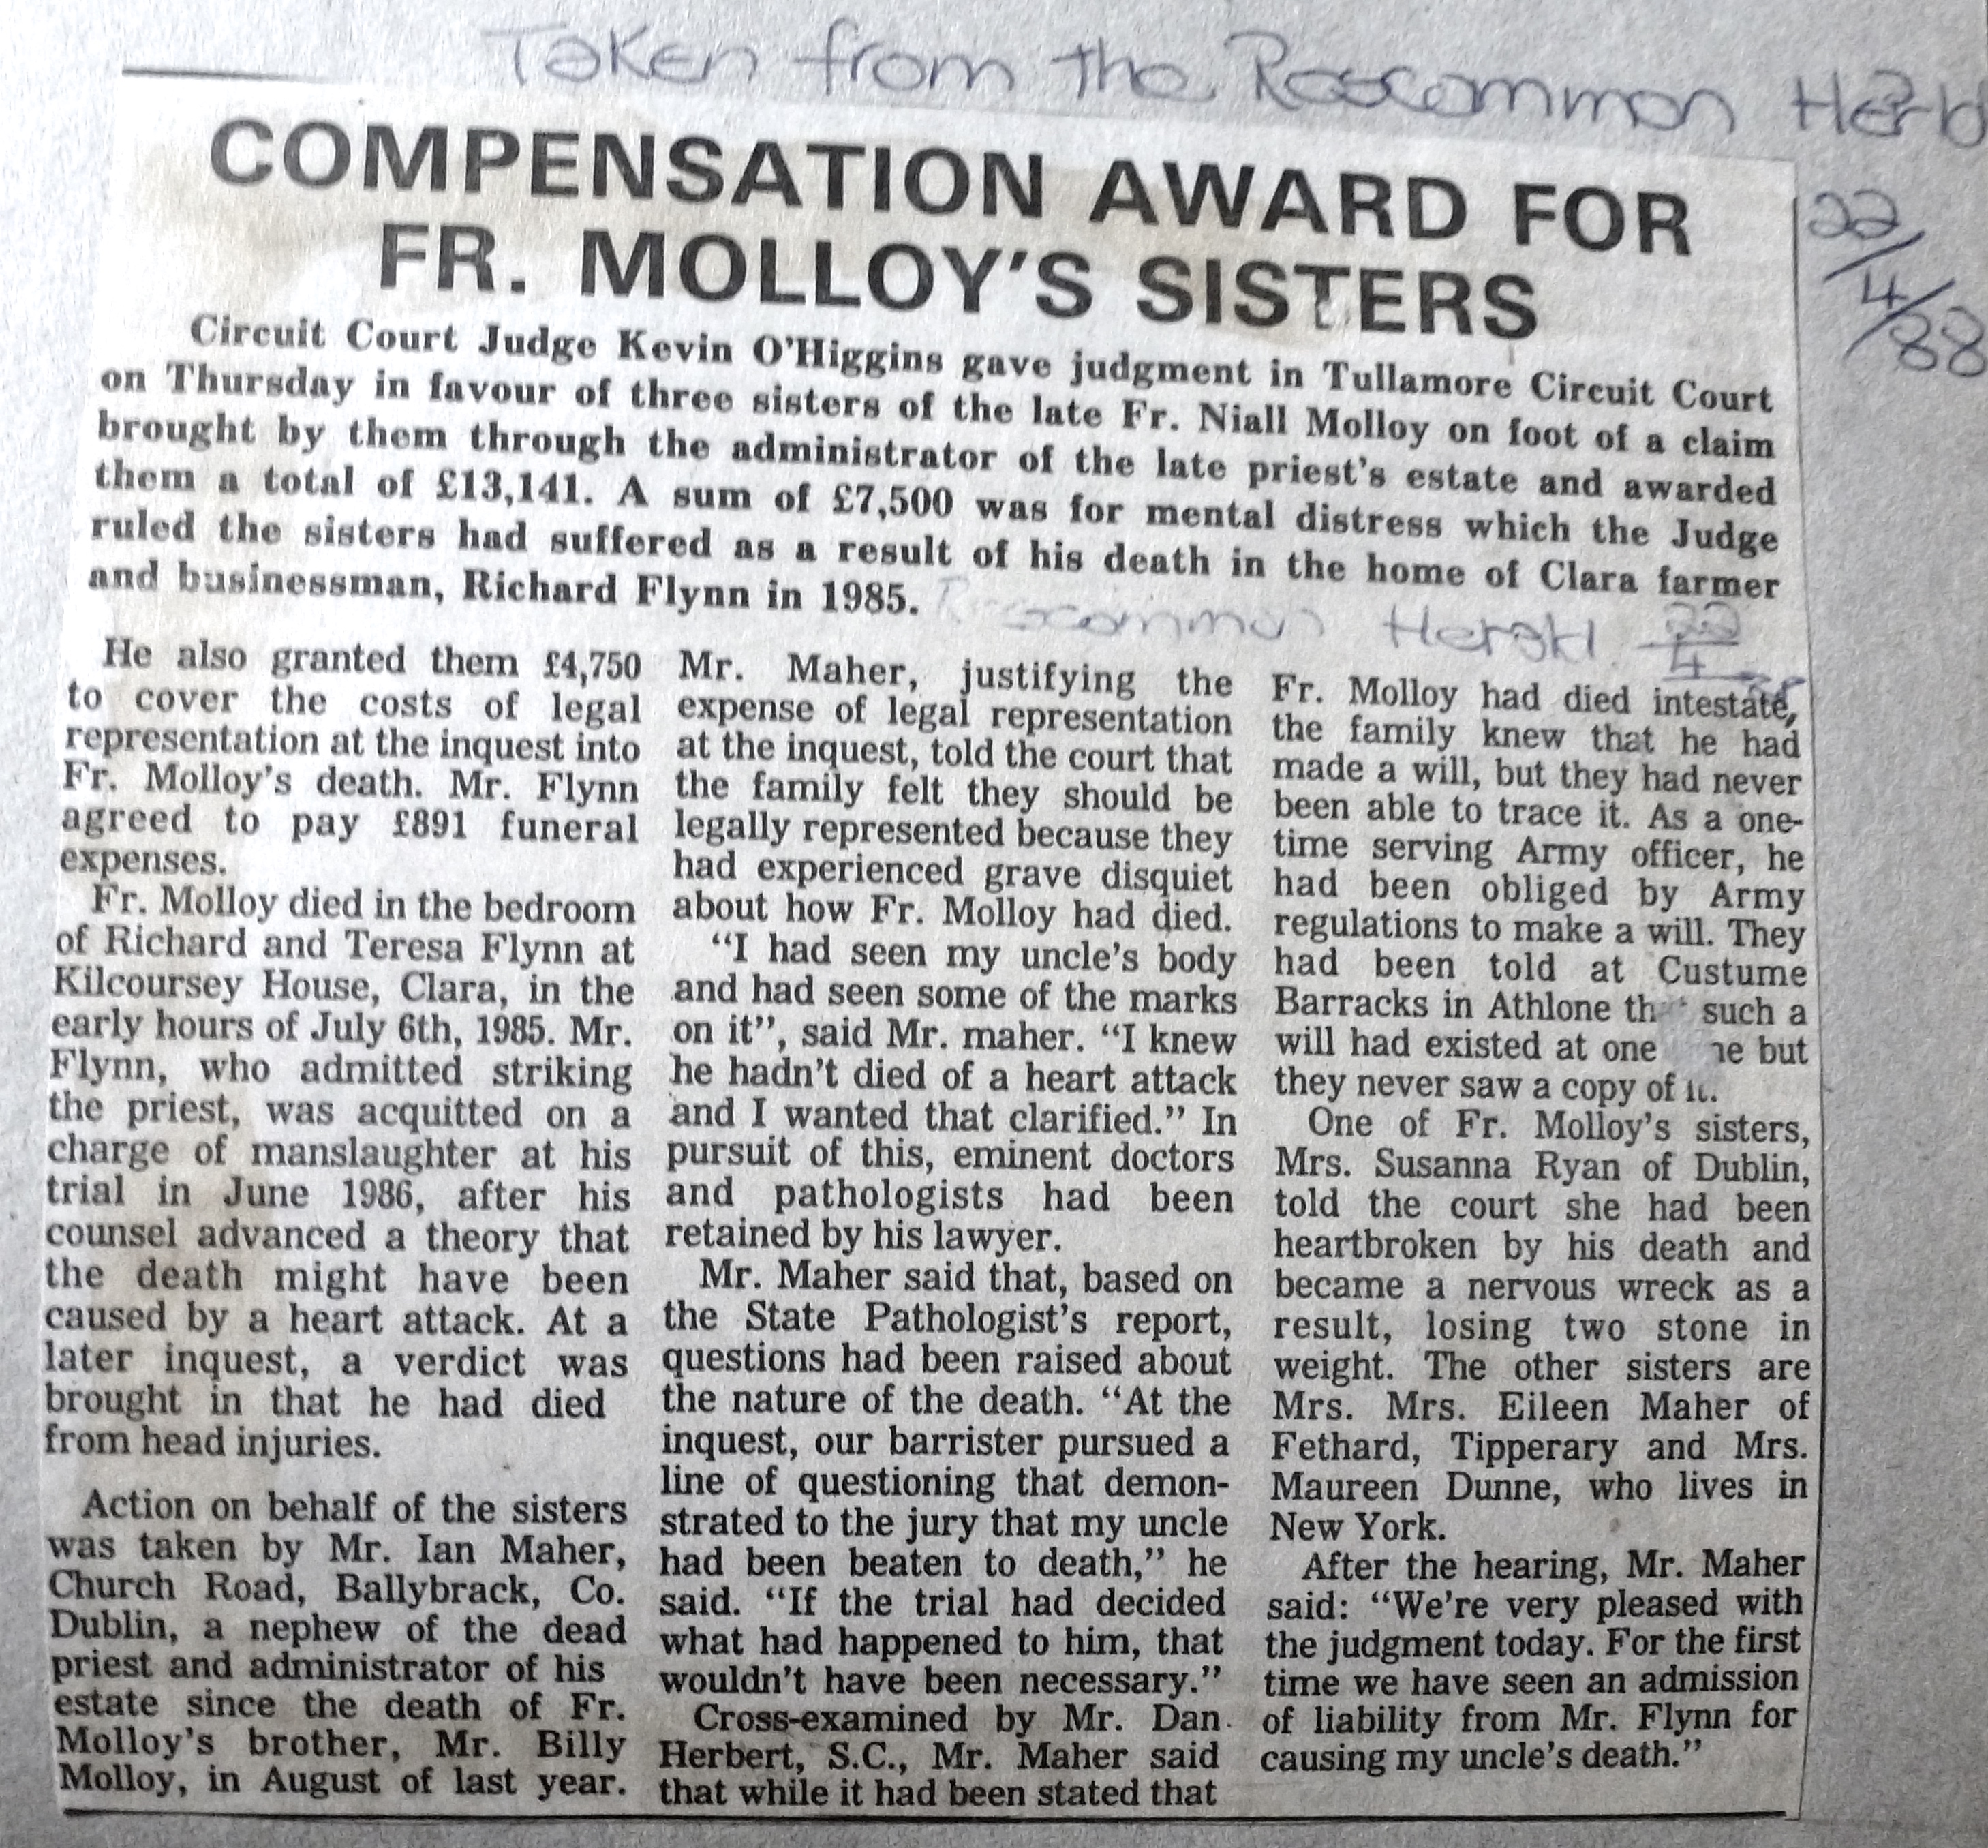 Taken from the Roscommon Herld
22/4/88
COMPENSATION AWARD FOR
FR. MOLLOY'S SISTERS
Circuit Court Judge Kevin O'Higgins gave judgment in Tullamore Circuit Court
on Thursday in favour of three sisters of the late Fr. Niall Molloy on foot of a claim
brought by them through the administrator of the late priest's estate and awarded
them a total of £13,141. A sum of £7,500 was for mental distress which the Judge
ruled the sisters had suffered as a result of his death in the home of Clara farmer
and businessman, Richard Flynn in 1985.
Roscommon Herald 22/4/88
He also granted them £4,750
to cover the costs of legal
representation at the inquest into
Fr. Molloy's death. Mr. Flynn
agreed to pay £891 funeral
expenses.
Fr. Molloy died in the bedroom
of Richard and Teresa Flynn at
Kilcoursey House, Clara, in the
early hours of July 6th, 1985. Mr.
Flynn, who admitted striking
the priest, was acquitted on a
charge of manslaughter at his
trial in June 1986, after his
counsel advanced a theory that
the death might have been
caused by a heart attack. At a
later inquest, a verdict was
brought in that he had died
from head injuries.
Action on behalf of the sisters
was taken by Mr. Ian Maher,
Church Road, Ballybrack, Co.
Dublin, a nephew of the dead
priest and administrator of his
estate since the death of Fr.
Molloy's brother, Mr. Billy
Molloy, in August of last year.
Mr. Maher, justifying the
expense of legal representation
at the inquest, told the court that
the family felt they should be
legally represented because they
had experienced grave disquiet
about how Fr. Molloy had died.
"I had seen my uncle's body
and had seen some of the marks
on it", said Mr. maher. "I knew
he hadn't died of a heart attack
and I wanted that clarified." In
pursuit of this, eminent doctors
and pathologists had been
retained by his lawyer.
Mr. Maher said that, based on
the State Pathologist's report,
questions had been raised about
the nature of the death. "At the
inquest, our barrister pursued a
line of questioning that demon-
strated to the jury that my uncle
had been beaten to death," he
said. "If the trial had decided
what had happened to him, that
wouldn't have been necessary."
Cross-examined by Mr. Dan
Herbert, S.C., Mr. Maher said
that while it had been stated that
Fr. Molloy had died intestate,
the family knew that he had
made a will, but they had never
been able to trace it. As a one-
time serving Army officer, he
had been obliged by Army
regulations to make a will. They
had been told at Custume
Barracks in Athlone such a
will had existed at one but
they never saw a copy of it.
One of Fr. Molloy's sisters,
Mrs. Susanna Ryan of Dublin,
told the court she had been
heartbroken by his death and
became a nervous wreck as a
result, losing two stone in
weight. The other sisters are
Mrs. Mrs. Eileen Maher of
Fethard, Tipperary and Mrs.
Maureen Dunne, who lives in
New York.
After the hearing, Mr. Maher
said: "We're very pleased with
the judgment today. For the first
time we have seen an admission
of liability from Mr. Flynn for
causing my uncle's death."